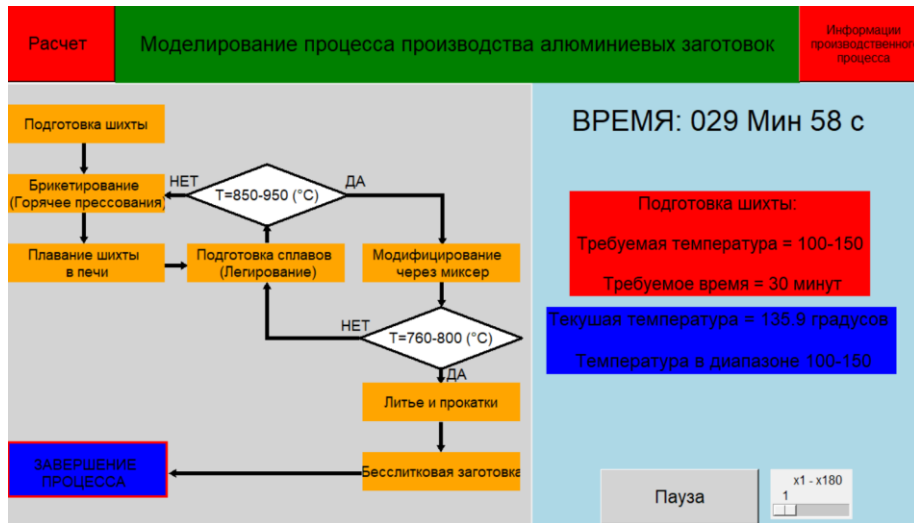 Расчет
Моделирование процесса производства алюминиевых заготовок
Информации
производственного
процесса
Подготовка шихты
Брикетирование
(Горячее прессования)
Плавание шихты
в печи
НЕТ
T=850-950 (°C)
ДА
Подготовка сплавов
(Легирование)
Модифицирование
через миксер
НЕТ
T=760-800 (°C)
ДА
Литье и прокатки
Бесслитковая заготовка
ЗАВЕРШЕНИЕ
ПРОЦЕССА
ВРЕМЯ: 029 Мин 58 с
Подготовка шихты:
Требуемая температура = 100-150
Требуемое время = 30 минут
Текушая температура = 135.9 градусов
Температура в диапазоне 100-150
Пауза
x1 - x180
1